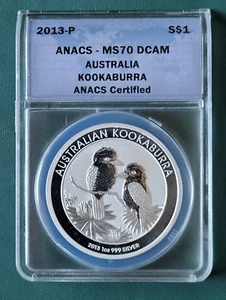 2013-P S$1
ANACS - MS70 DCAM
AUSTRALIA
KOOKABURRA
ANACS Certified
AUSTRALIAN KOOKABURRA
2013 1oz 999 SILVER